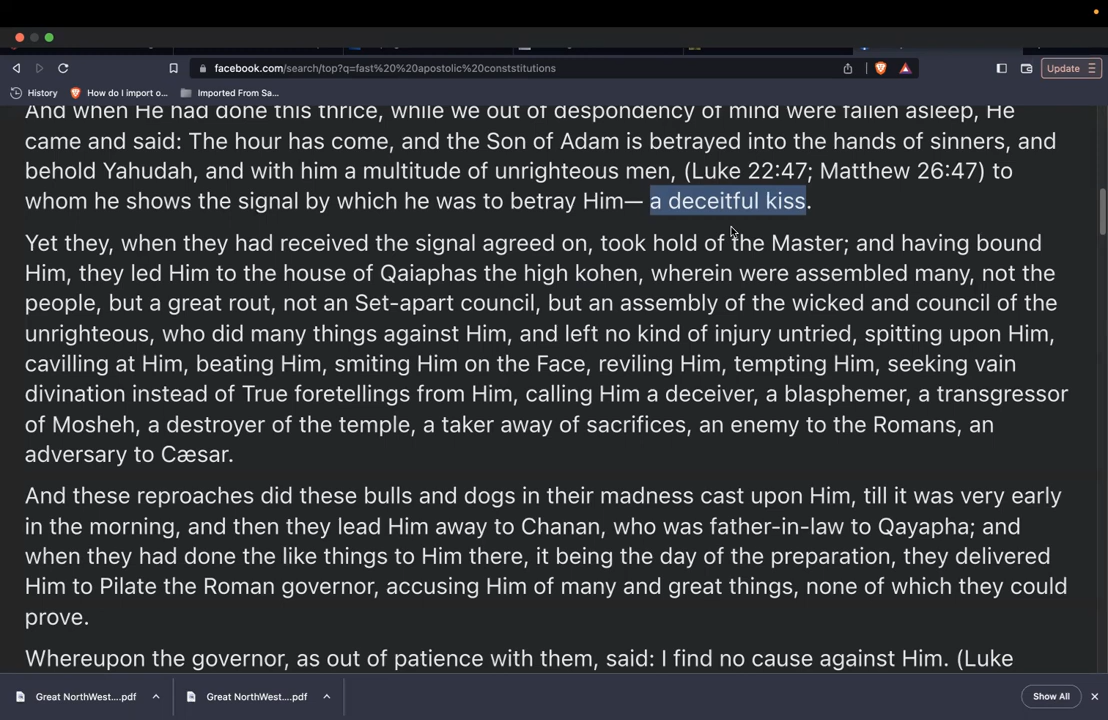 facebook.com/search/top?q=fast%20%20apostolic%20conststitutions
Update
History
How do I import o...
Imported From Sa...
And when He had done this thrice, while we out of despondency of mind were fallen asleep, He
came and said: The hour has come, and the Son of Adam is betrayed into the hands of sinners, and
behold Yahudah, and with him a multitude of unrighteous men, (Luke 22:47; Matthew 26:47) to
whom he shows the signal by which he was to betray Him— a deceitful kiss.
Yet they, when they had received the signal agreed on, took hold of the Master; and having bound
Him, they led Him to the house of Qaiaphas the high kohen, wherein were assembled many, not the
people, but a great rout, not an Set-apart council, but an assembly of the wicked and council of the
unrighteous, who did many things against Him, and left no kind of injury untried, spitting upon Him,
cavilling at Him, beating Him, smiting Him on the Face, reviling Him, tempting Him, seeking vain
divination instead of True foretellings from Him, calling Him a deceiver, a blasphemer, a transgressor
of Mosheh, a destroyer of the temple, a taker away of sacrifices, an enemy to the Romans, an
adversary to Cæsar.
And these reproaches did these bulls and dogs in their madness cast upon Him, till it was very early
in the morning, and then they lead Him away to Chanan, who was father-in-law to Qayapha; and
when they had done the like things to Him there, it being the day of the preparation, they delivered
Him to Pilate the Roman governor, accusing Him of many and great things, none of which they could
prove.
Whereupon the governor, as out of patience with them, said: I find no cause against Him. (Luke
Great NorthWest....pdf
Great NorthWest....pdf
Show All